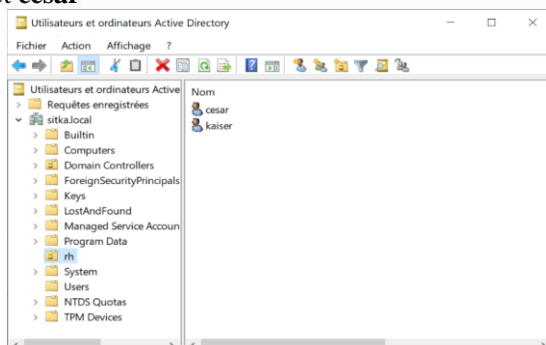 et cesar
Utilisateurs et ordinateurs Active Directory
Fichier Action Affichage ?
Utilisateurs et ordinateurs Active
Requêtes enregistrées
sitka.local
Builtin
Computers
Domain Controllers
ForeignSecurityPrincipals
Keys
LostAndFound
Managed Service Accoun
Program Data
rh
System
Users
NTDS Quotas
TPM Devices
Nom
cesar
kaiser